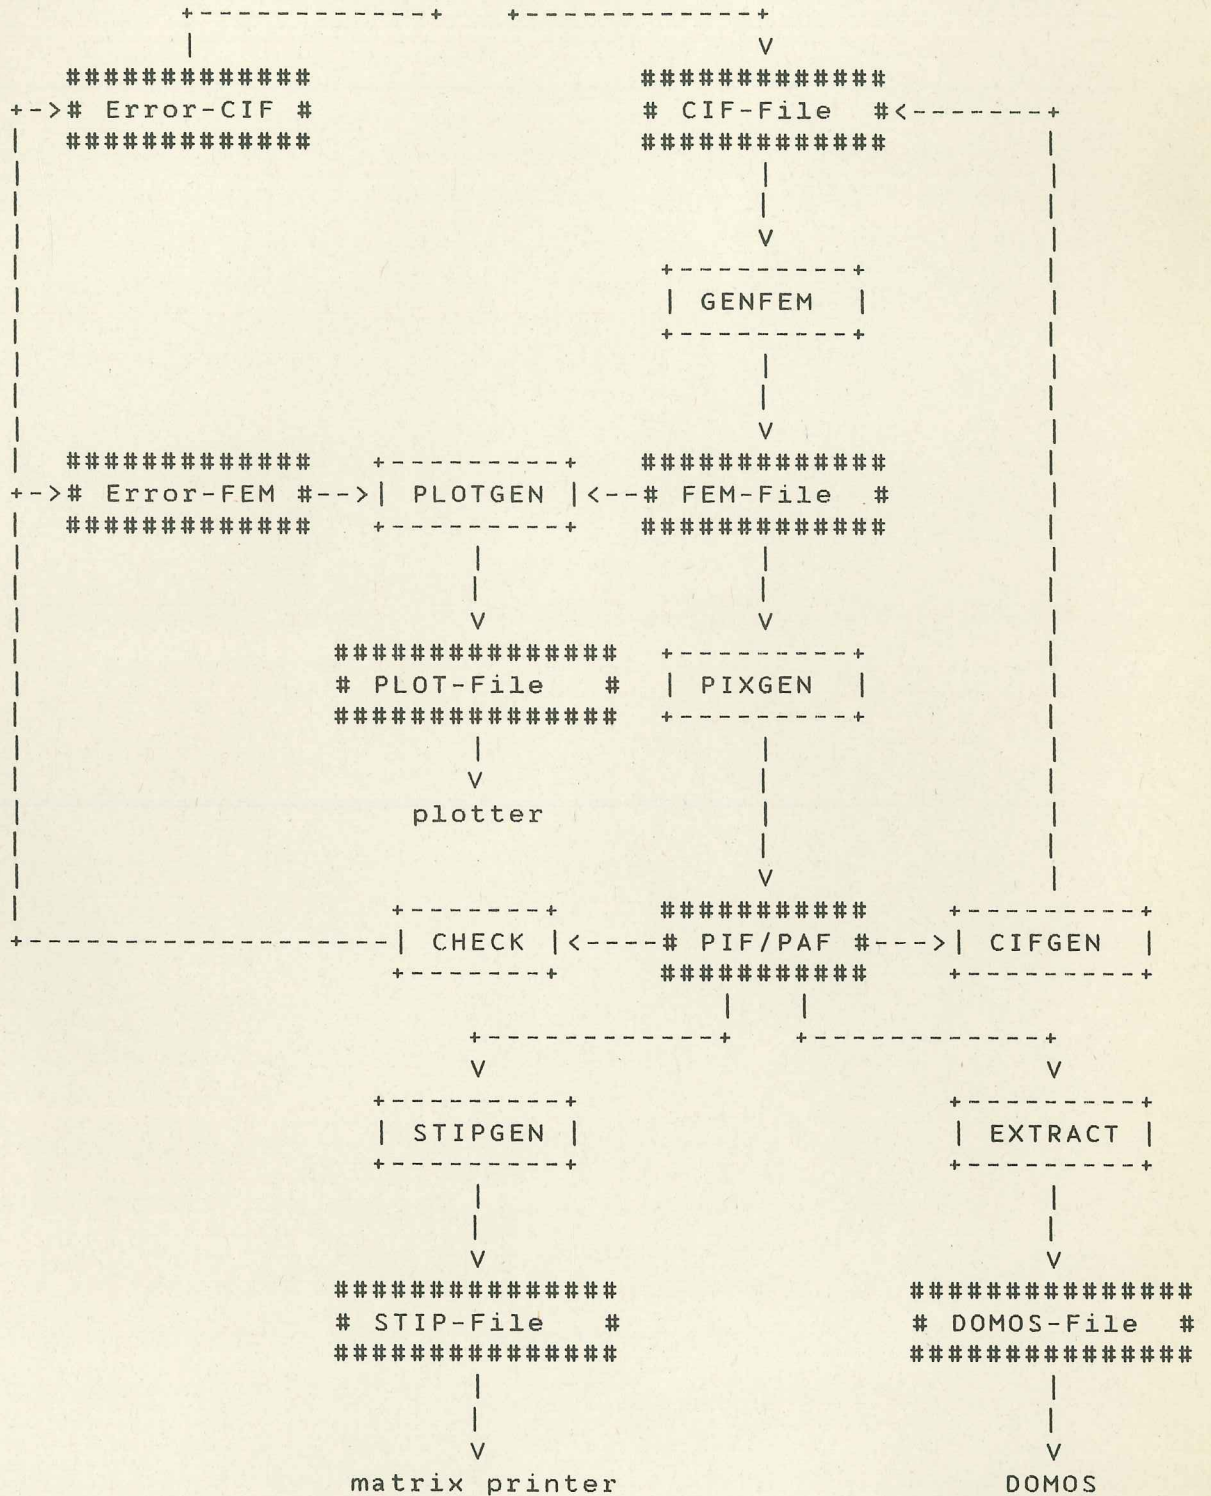 Error-CIF
CIF-File
GENFEM
Error-FEM
PLOTGEN
FEM-File
PLOT-File
PIXGEN
plotter
CHECK
PIF/PAF
CIFGEN
STIPGEN
EXTRACT
STIP-File
DOMOS-File
matrix printer
DOMOS